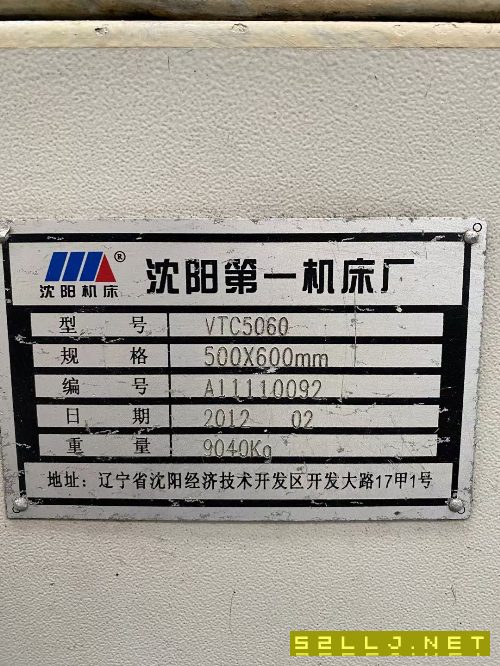 沈阳机床 ®
沈阳第一机床厂
型号 VTC5060
规格 500X600mm
编号 A11110092
日期 2012 02
重量 9040Kg
地址：辽宁省沈阳经济技术开发区开发大路17甲1号
52LLJ.NET